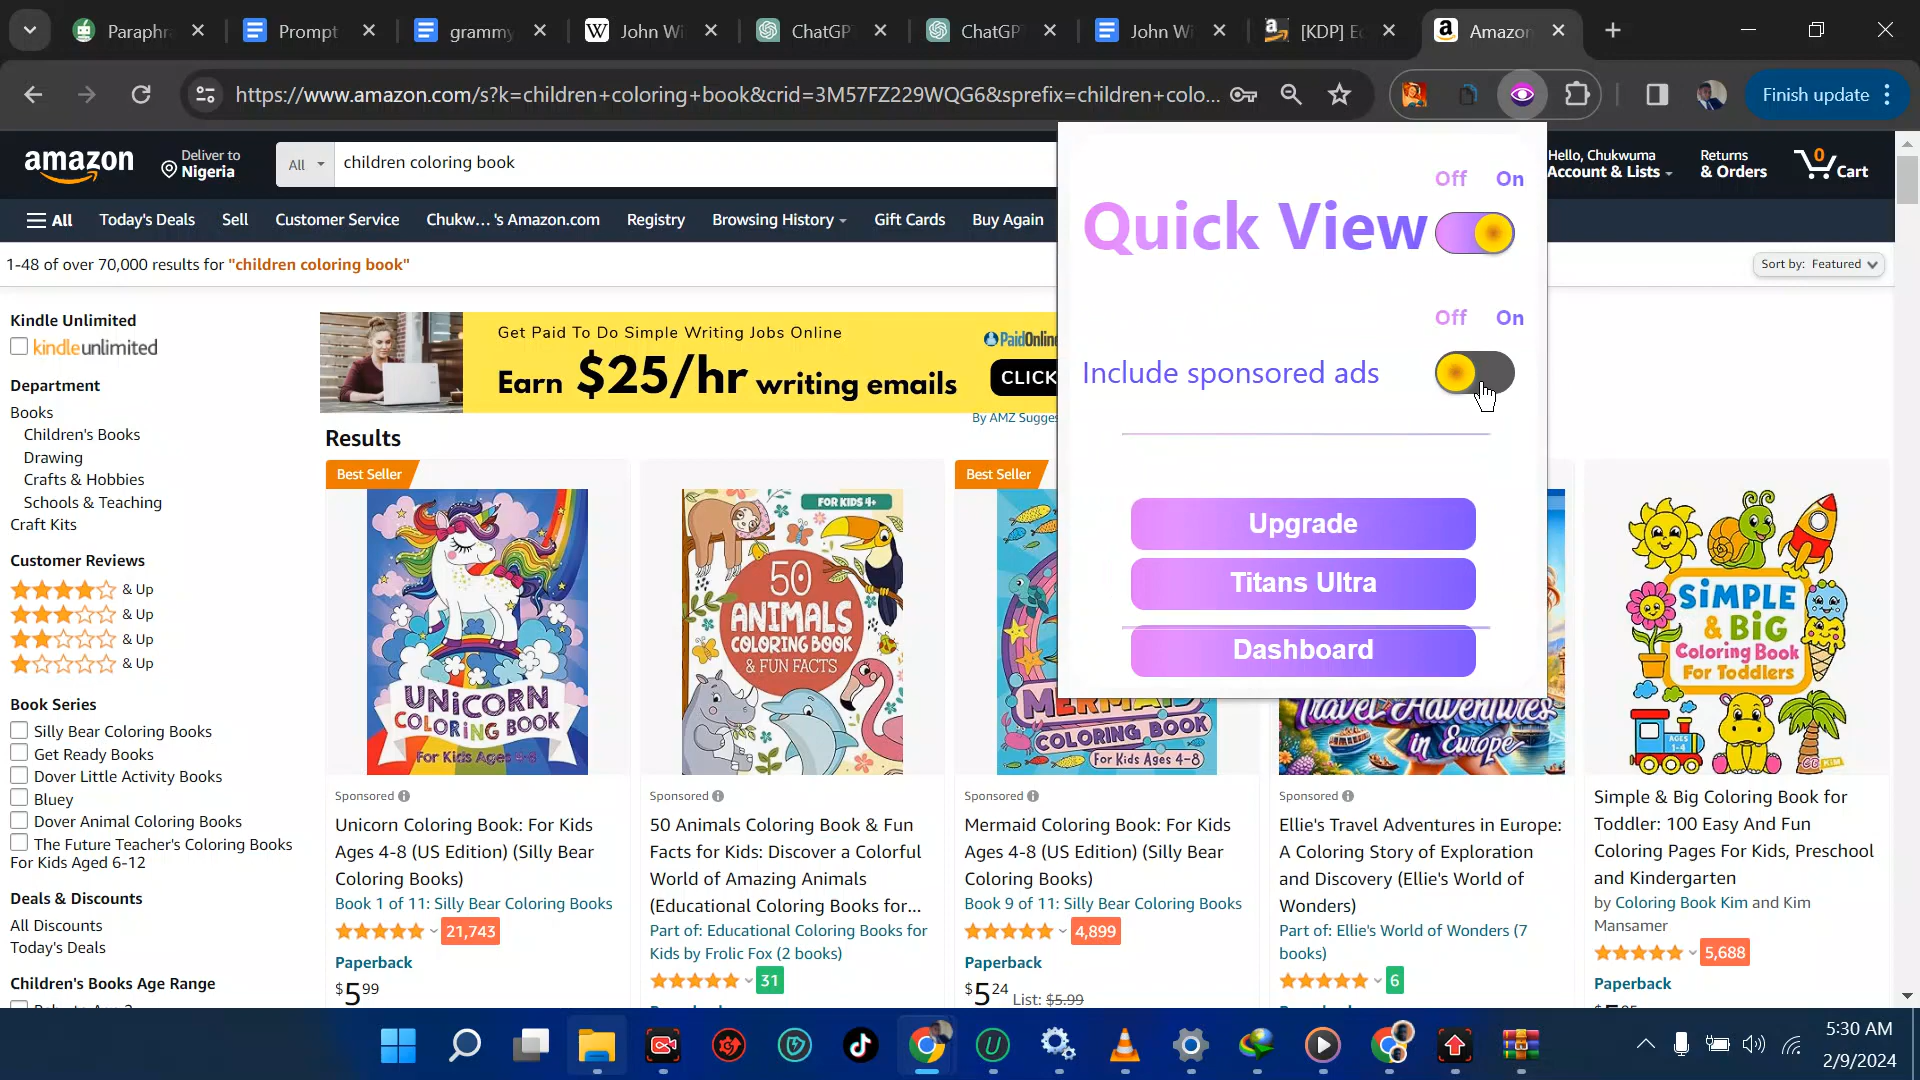 Paraphr
Prompt
grammy
John Wi
ChatGP
ChatGP
John Wi
[KDP] Ec
Amazon
https://www.amazon.com/s?k=children+coloring+book&crid=3M57FZ229WQG6&sprefix=children+colo...
Finish update
amazon
Deliver to
Nigeria
All
children coloring book
Hello, Chukwuma
Account & Lists
Returns
& Orders
0
Cart
All
Today's Deals
Sell
Customer Service
Chukw... 's Amazon.com
Registry
Browsing History
Gift Cards
Buy Again
1-48 of over 70,000 results for "children coloring book"
Sort by: Featured
Off On
Quick View
Off On
Include sponsored ads
Upgrade
Titans Ultra
Dashboard
Kindle Unlimited
kindleunlimited
Department
Books
Children's Books
Drawing
Crafts & Hobbies
Schools & Teaching
Craft Kits
Customer Reviews
& Up
& Up
& Up
& Up
Book Series
Silly Bear Coloring Books
Get Ready Books
Dover Little Activity Books
Bluey
Dover Animal Coloring Books
The Future Teacher's Coloring Books
For Kids Aged 6-12
Deals & Discounts
All Discounts
Today's Deals
Children's Books Age Range
Get Paid To Do Simple Writing Jobs Online
Earn $25/hr writing emails
PaidOnlin
CLICK
By AMZ Sugges
Results
Best Seller
UNICORN
COLORING BOOK
For Kids Ages 4-8
Sponsored
Unicorn Coloring Book: For Kids
Ages 4-8 (US Edition) (Silly Bear
Coloring Books)
Book 1 of 11: Silly Bear Coloring Books
21,743
Paperback
$5 99
FOR KIDS 4+
50
ANIMALS
COLORING BOOK
& FUN FACTS
Sponsored
50 Animals Coloring Book & Fun
Facts for Kids: Discover a Colorful
World of Amazing Animals
(Educational Coloring Books for...
Part of: Educational Coloring Books for
Kids by Frolic Fox (2 books)
31
Best Seller
MERMAID
COLORING BOOK
For Kids Ages 4-8
Sponsored
Mermaid Coloring Book: For Kids
Ages 4-8 (US Edition) (Silly Bear
Coloring Books)
Book 9 of 11: Silly Bear Coloring Books
4,899
Paperback
$5 24 List: $5.99
Travel Adventures
in Europe
Sponsored
Ellie's Travel Adventures in Europe:
A Coloring Story of Exploration
and Discovery (Ellie's World of
Wonders)
Part of: Ellie's World of Wonders (7
books)
6
SiMPLE
& BiG
Coloring Book
For Toddlers
AGES
1-4
CC KIM
Simple & Big Coloring Book for
Toddler: 100 Easy And Fun
Coloring Pages For Kids, Preschool
and Kindergarten
by Coloring Book Kim and Kim
Mansamer
5,688
Paperback
5:30 AM
2/9/2024